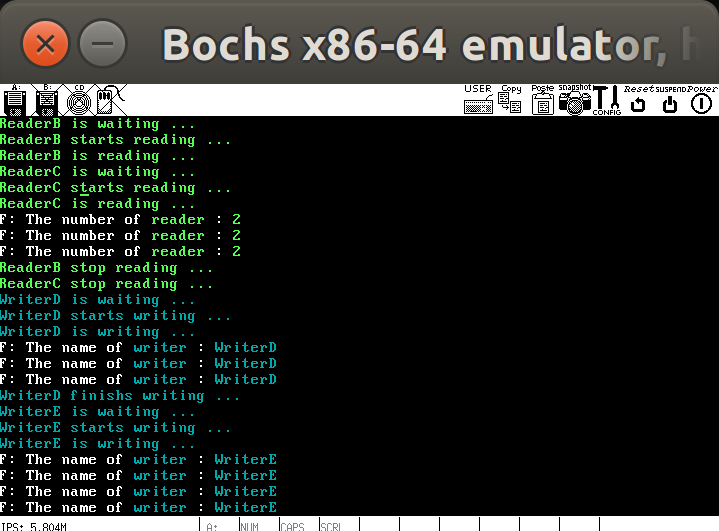 Bochs x86-64 emulator, h
A: B: CD USER Copy Paste snapshot CONFIG Reset SUSPEND Power
ReaderB is waiting ...
ReaderB starts reading ...
ReaderB is reading ...
ReaderC is waiting ...
ReaderC starts reading ...
ReaderC is reading ...
F: The number of reader : 2
F: The number of reader : 2
F: The number of reader : 2
ReaderB stop reading ...
ReaderC stop reading ...
WriterD is waiting ...
WriterD starts writing ...
WriterD is writing ...
F: The name of writer : WriterD
F: The name of writer : WriterD
F: The name of writer : WriterD
WriterD finishs writing ...
WriterE is waiting ...
WriterE starts writing ...
WriterE is writing ...
F: The name of writer : WriterE
F: The name of writer : WriterE
F: The name of writer : WriterE
F: The name of writer : WriterE
IPS: 5.804M A: NUM CAPS SCRL